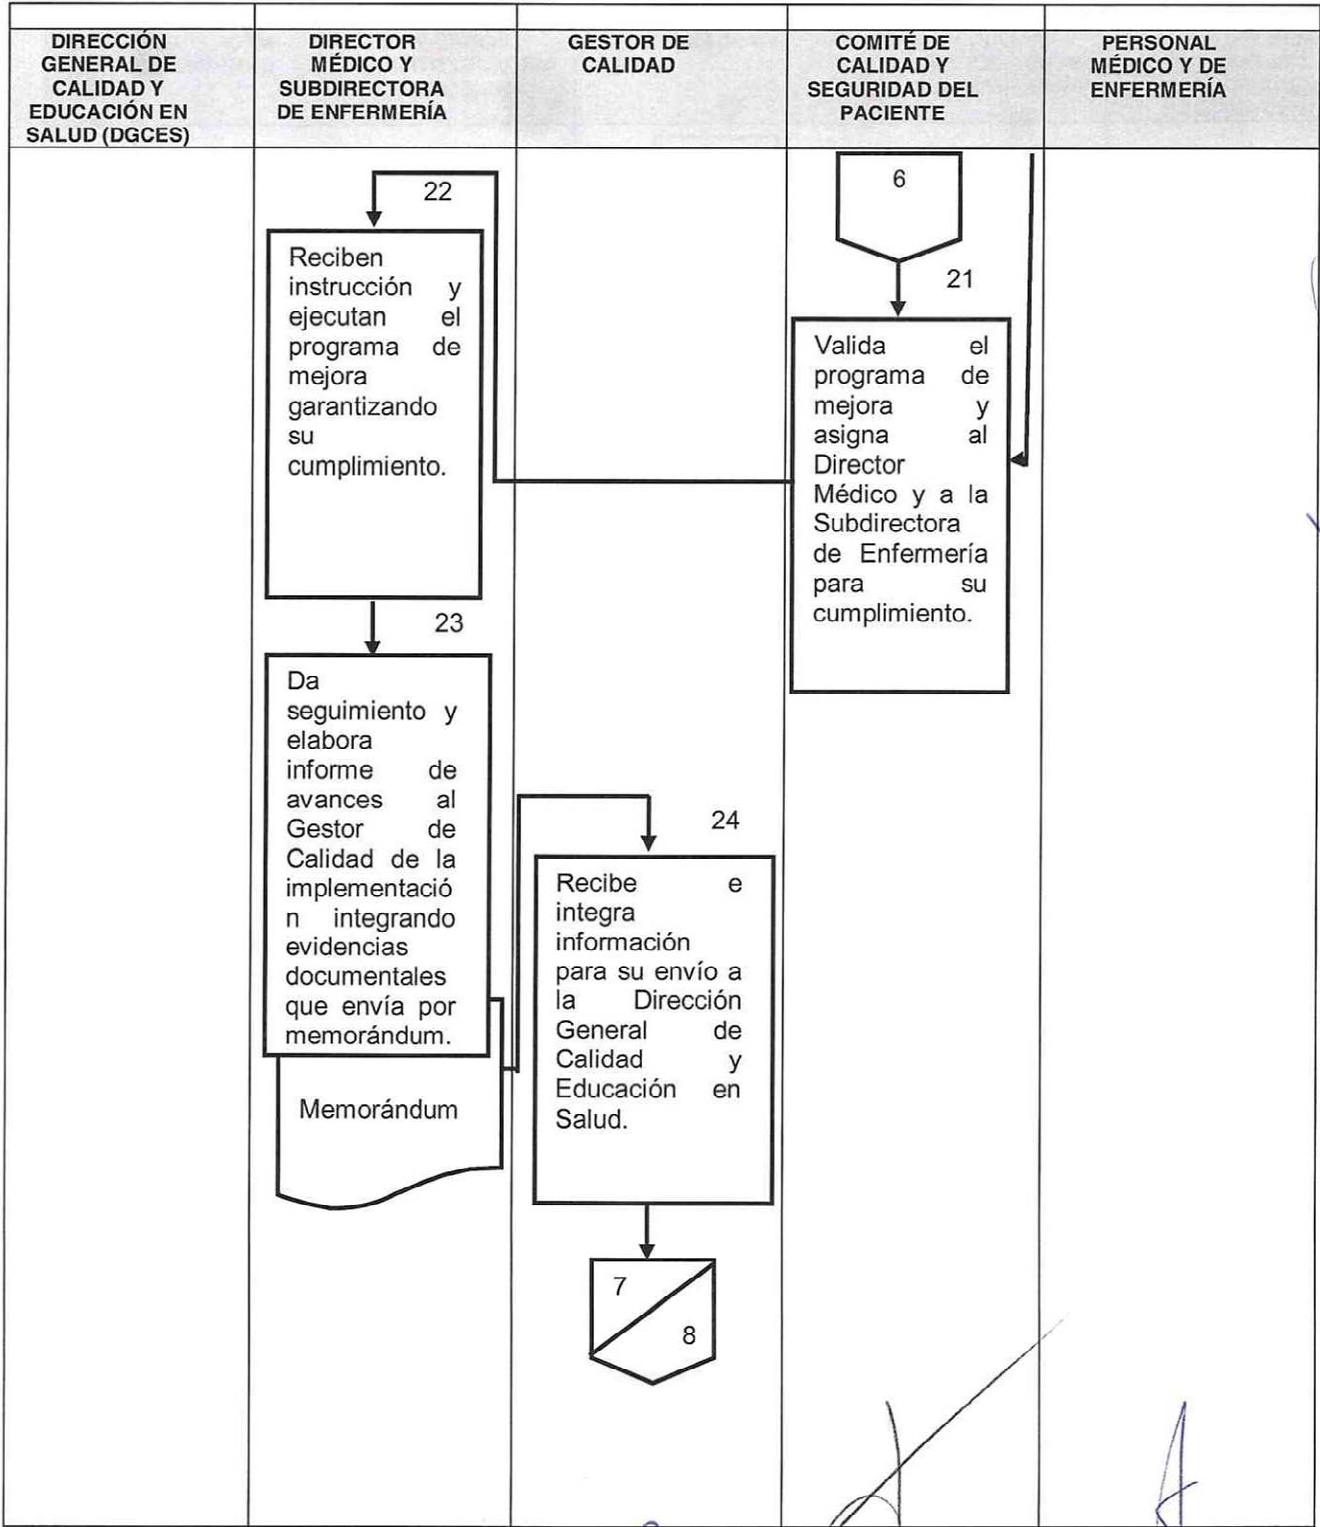 DIRECCIÓN
GENERAL DE
CALIDAD Y
EDUCACIÓN EN
SALUD (DGCES)
DIRECTOR
MÉDICO Y
SUBDIRECTORA
DE ENFERMERÍA
GESTOR DE
CALIDAD
COMITÉ DE
CALIDAD Y
SEGURIDAD DEL
PACIENTE
PERSONAL
MÉDICO Y DE
ENFERMERÍA
6
21
Valida el
programa de
mejora y
asigna al
Director
Médico y a la
Subdirectora
de Enfermería
para su
cumplimiento.
22
Reciben
instrucción y
ejecutan el
programa de
mejora
garantizando
su
cumplimiento.
23
Da
seguimiento y
elabora
informe de
avances al
Gestor de
Calidad de la
implementació
n integrando
evidencias
documentales
que envía por
memorándum.
Memorándum
24
Recibe e
integra
información
para su envío a
la Dirección
General de
Calidad y
Educación en
Salud.
7
8